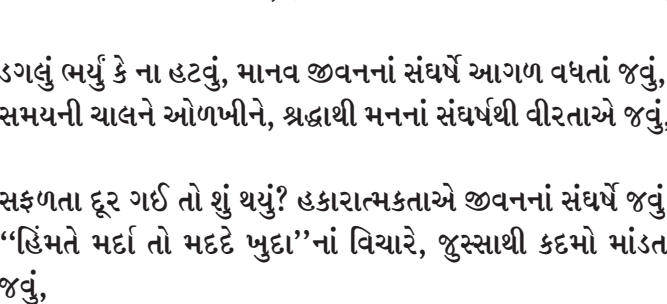 ડગલું ભર્યું કે ના હટવું, માનવ જીવનનાં સંઘર્ષે આગળ વધતાં જવું,
સમયની ચાલને ઓળખીને, શ્રદ્ધાથી મનનાં સંઘર્ષથી વીરતાએ જવું,
સફળતા દૂર ગઈ તો શું થયું? હકારાત્મકતાએ જીવનનાં સંઘર્ષે જવું
‘‘હિંમતે મર્દા તો મદદે ખુદા’’નાં વિચારે, જુસ્સાથી કદમો માંડત
જવું,